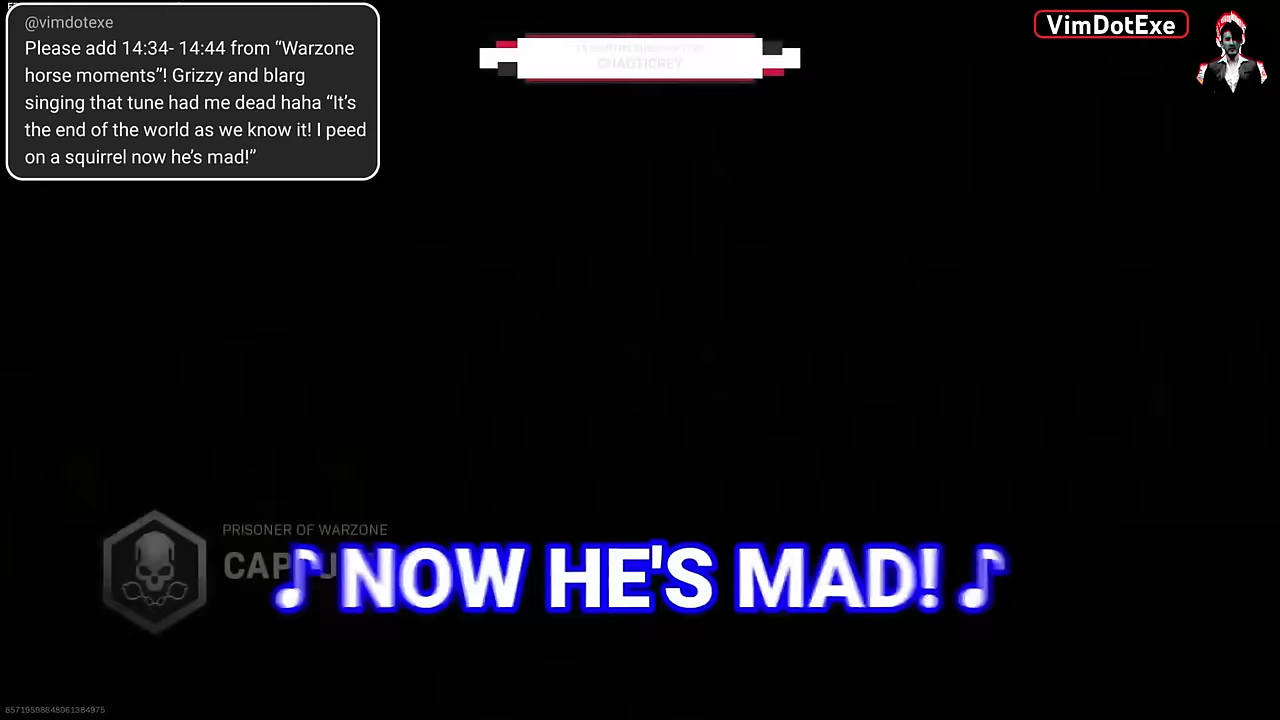 @vimdotexe
Please add 14:34- 14:44 from “Warzone
horse moments”! Grizzy and blarg
singing that tune had me dead haha “It’s
the end of the world as we know it! I peed
on a squirrel now he’s mad!”
VimDotExe
CHAOTICREY
PRISONER OF WARZONE
♪ NOW HE'S MAD! ♪